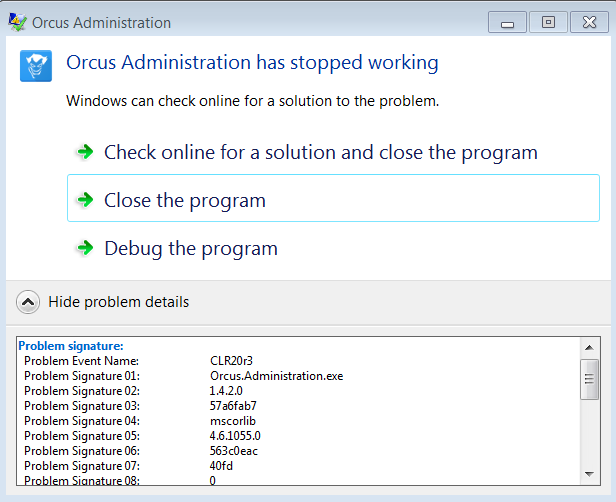 Orcus Administration
Orcus Administration has stopped working
Windows can check online for a solution to the problem.
Check online for a solution and close the program
Close the program
Debug the program
Hide problem details
Problem signature:
Problem Event Name: CLR20r3
Problem Signature 01: Orcus.Administration.exe
Problem Signature 02: 1.4.2.0
Problem Signature 03: 57a6fab7
Problem Signature 04: mscorlib
Problem Signature 05: 4.6.1055.0
Problem Signature 06: 563c0eac
Problem Signature 07: 40fd
Problem Signature 08: 0